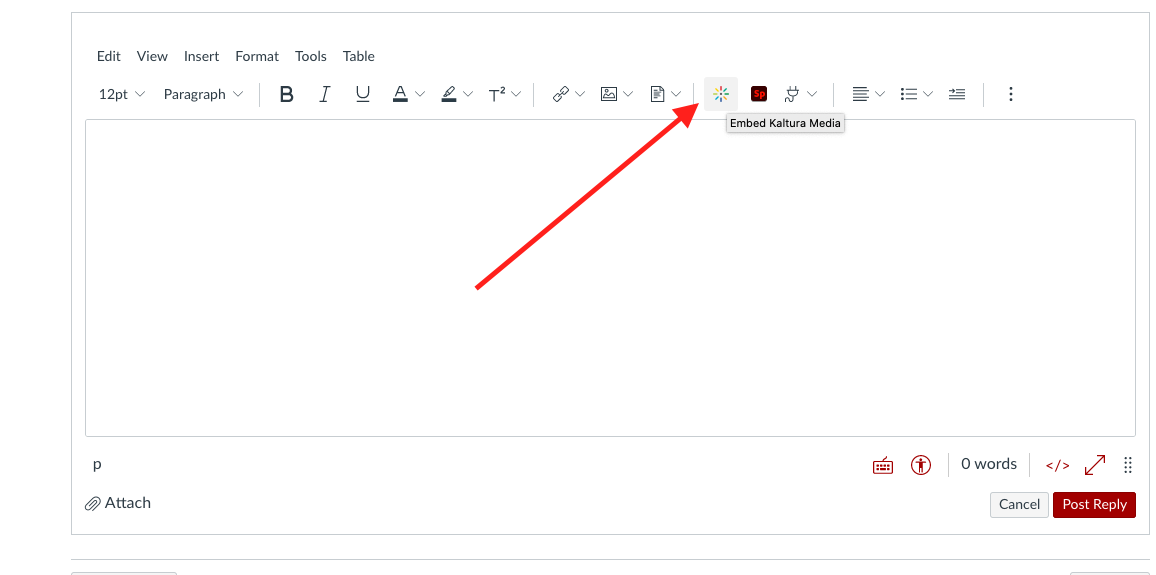 Edit View Insert Format Tools Table
12pt Paragraph B I U A T² Sp
Embed Kaltura Media
p 0 words </>
Attach Cancel Post Reply